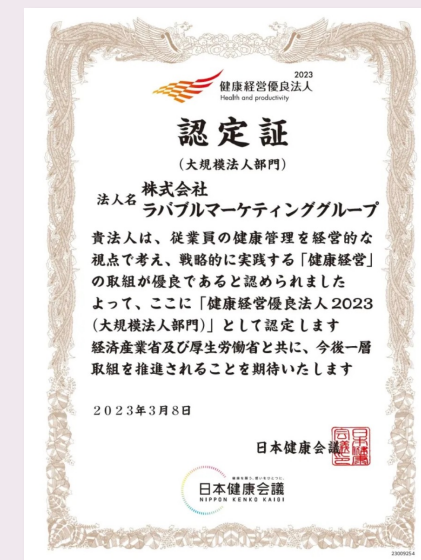 2023
健康経営優良法人
Health and productivity
認定証
(大規模法人部門)
法人名 株式会社
ラバブルマーケティンググループ
貴法人は、従業員の健康管理を経営的な
視点で考え、戦略的に実践する「健康経営」
の取組が優良であると認められました
よって、ここに「健康経営優良法人2023
(大規模法人部門)」として認定します
経済産業省及び厚生労働省と共に、今後一層
取組を推進されることを期待いたします
2023年3月8日
日本健康会議
日本健康会議
NIPPON KENKO KAIGI